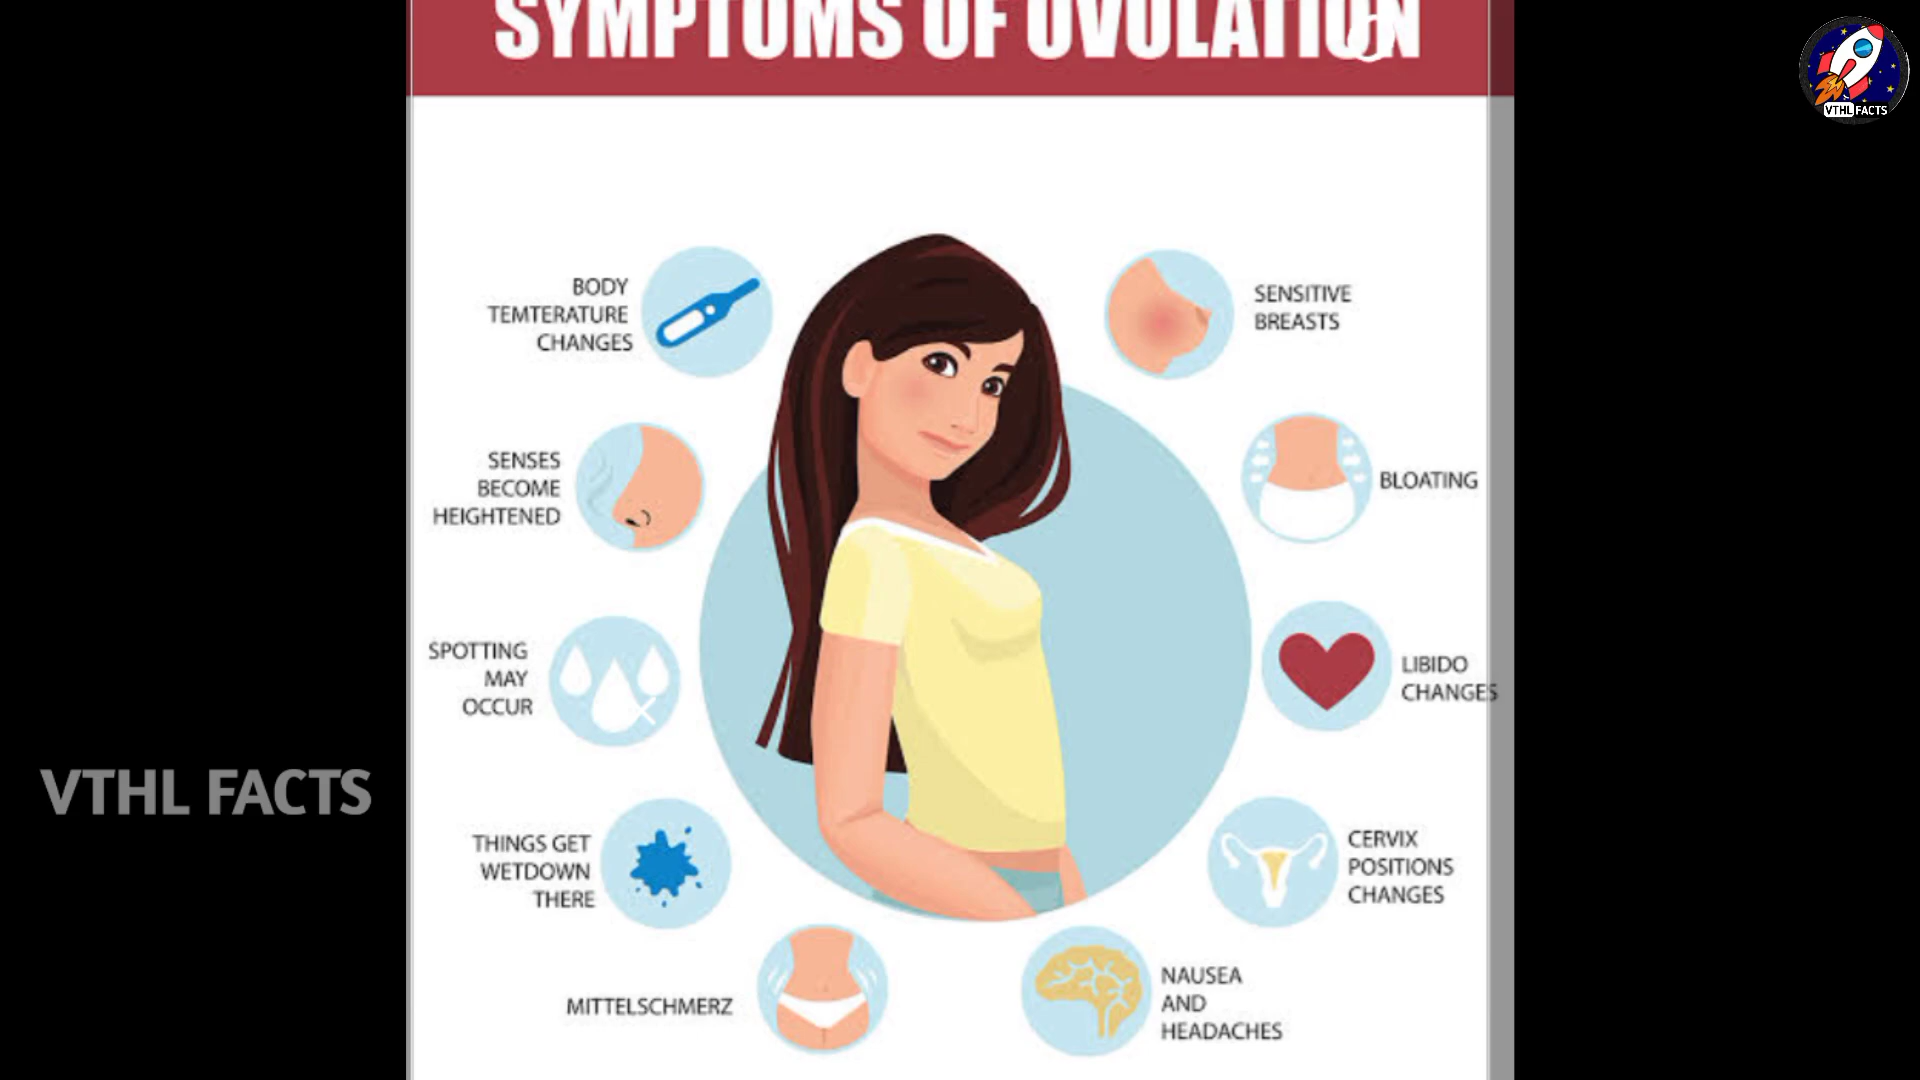 SYMPTOMS OF OVULATION
VTHL FACTS
BODY
TEMTERATURE
CHANGES
SENSITIVE
BREASTS
SENSES
BECOME
HEIGHTENED
BLOATING
SPOTTING
MAY
OCCUR
LIBIDO
CHANGES
VTHL FACTS
THINGS GET
WETDOWN
THERE
CERVIX
POSITIONS
CHANGES
MITTELSCHMERZ
NAUSEA
AND
HEADACHES